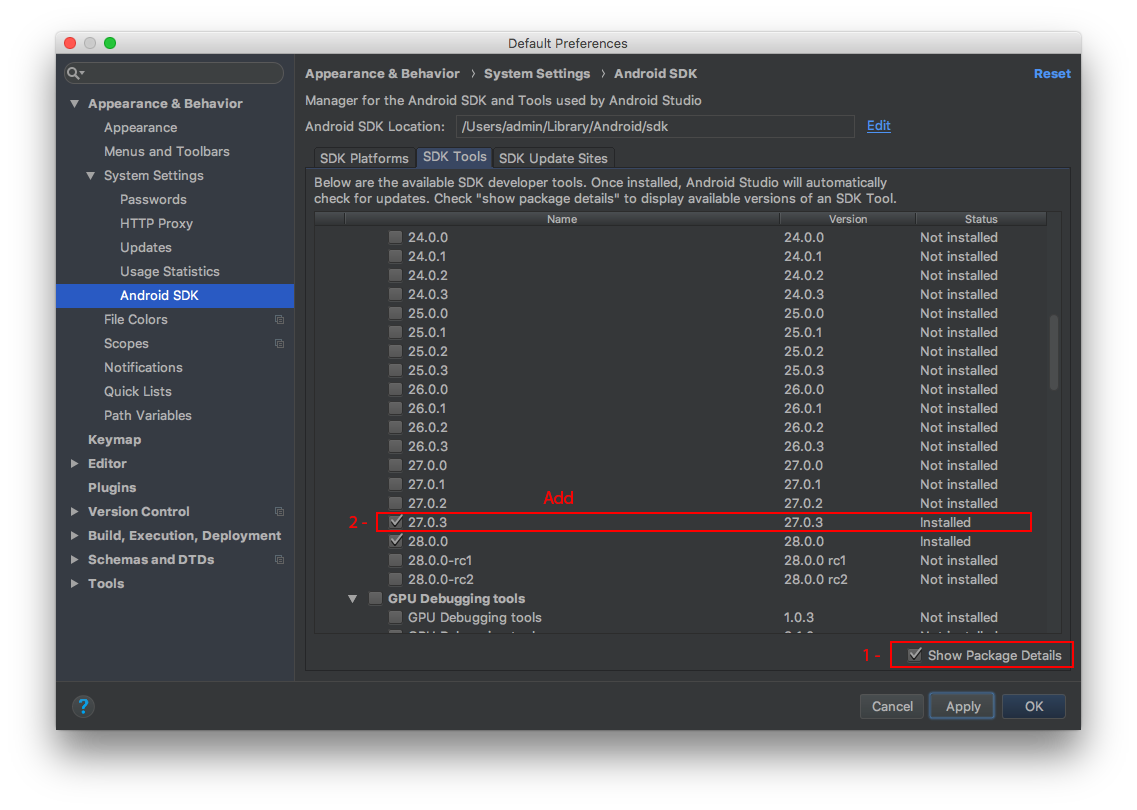 Default Preferences
Appearance & Behavior › System Settings › Android SDK Reset
Manager for the Android SDK and Tools used by Android Studio
Android SDK Location: /Users/admin/Library/Android/sdk Edit
Appearance & Behavior
Appearance
Menus and Toolbars
System Settings
Passwords
HTTP Proxy
Updates
Usage Statistics
Android SDK
File Colors
Scopes
Notifications
Quick Lists
Path Variables
Keymap
Editor
Plugins
Version Control
Build, Execution, Deployment
Schemas and DTDs
Tools
SDK Platforms SDK Tools SDK Update Sites
Below are the available SDK developer tools. Once installed, Android Studio will automatically
check for updates. Check "show package details" to display available versions of an SDK Tool.
Name Version Status
24.0.0 24.0.0 Not installed
24.0.1 24.0.1 Not installed
24.0.2 24.0.2 Not installed
24.0.3 24.0.3 Not installed
25.0.0 25.0.0 Not installed
25.0.1 25.0.1 Not installed
25.0.2 25.0.2 Not installed
25.0.3 25.0.3 Not installed
26.0.0 26.0.0 Not installed
26.0.1 26.0.1 Not installed
26.0.2 26.0.2 Not installed
26.0.3 26.0.3 Not installed
27.0.0 27.0.0 Not installed
27.0.1 27.0.1 Not installed
27.0.2 27.0.2 Not installed
Add
2 - 27.0.3 27.0.3 Installed
28.0.0 28.0.0 Installed
28.0.0-rc1 28.0.0 rc1 Not installed
28.0.0-rc2 28.0.0 rc2 Not installed
GPU Debugging tools
GPU Debugging tools 1.0.3 Not installed
1 - Show Package Details
? Cancel Apply OK